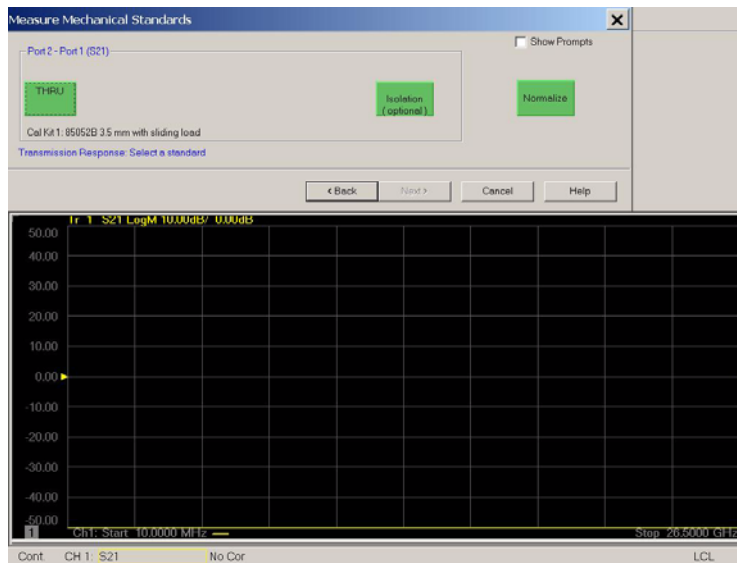 Measure Mechanical Standards
Show Prompts
Port 2 - Port 1 (S21)
THRU
Isolation
(optional)
Normalize
Cal Kit 1: 85052B 3.5 mm with sliding load
Transmission Response: Select a standard
< Back
Next >
Cancel
Help
Tr 1 S21 LogM 10.00dB/ 0.00dB
50.00
40.00
30.00
20.00
10.00
0.00
-10.00
-20.00
-30.00
-40.00
-50.00
1
Ch1: Start 10.0000 MHz
Stop 26.5000 GHz
Cont.
CH 1: S21
No Cor
LCL